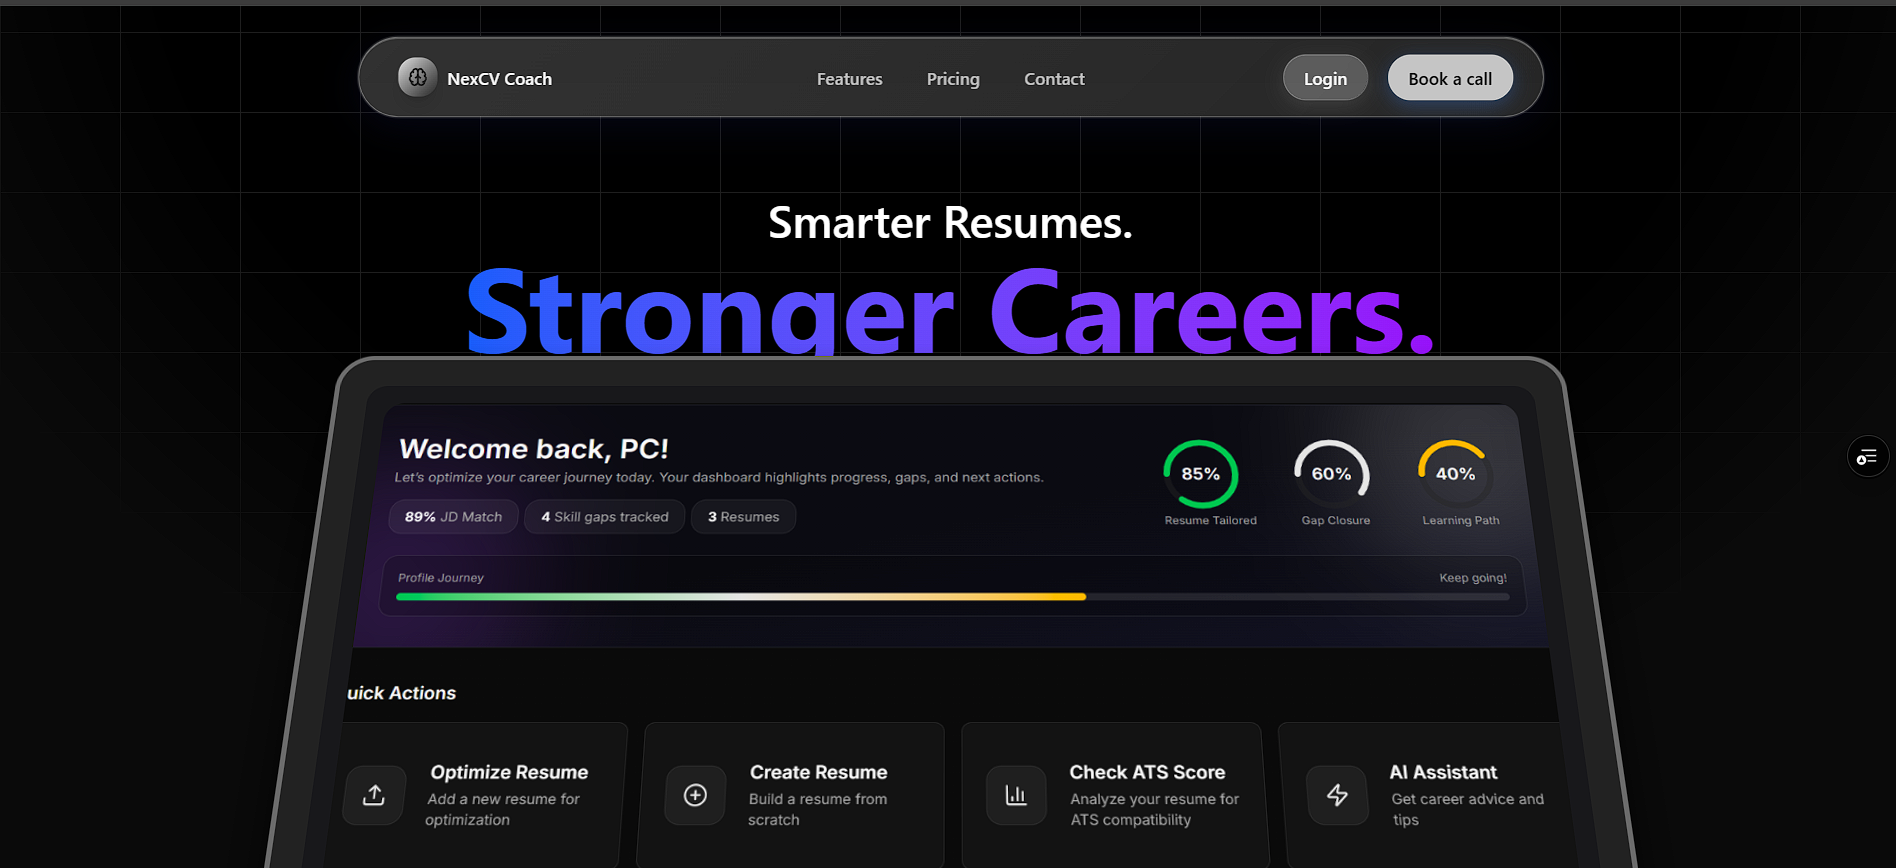 NexCV Coach
Features
Pricing
Contact
Login
Book a call
Smarter Resumes.
Stronger Careers.
Welcome back, PC!
Let's optimize your career journey today. Your dashboard highlights progress, gaps, and next actions.
89% JD Match
4 Skill gaps tracked
3 Resumes
85%
Resume Tailored
60%
Gap Closure
40%
Learning Path
Profile Journey
Keep going!
uick Actions
Optimize Resume
Add a new resume for
optimization
Create Resume
Build a resume from
scratch
Check ATS Score
Analyze your resume for
ATS compatibility
AI Assistant
Get career advice and
tips